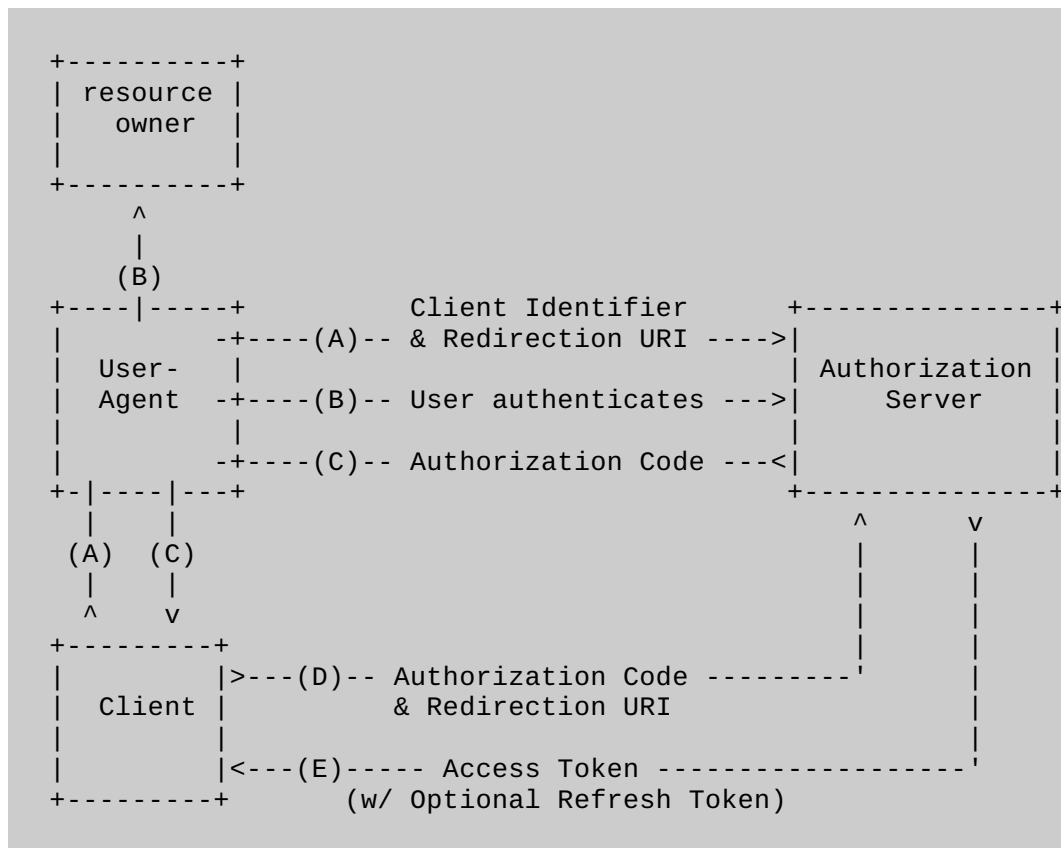 +----------+
| resource |
|   owner  |
|          |
+----------+
     ^
     |
    (B)
+----|-----+          Client Identifier      +---------------+
|         -+----(A)-- & Redirection URI ---->|               |
|  User-   |                                 | Authorization |
|  Agent  -+----(B)-- User authenticates --->|     Server    |
|          |                                 |               |
|         -+----(C)-- Authorization Code ---<|               |
+-|----|---+                                 +---------------+
  |    |                                         ^      v
 (A)  (C)                                        |      |
  |    |                                         |      |
  ^    v                                         |      |
+---------+                                      |      |
|         |>---(D)-- Authorization Code ---------'      |
|  Client |          & Redirection URI                  |
|         |                                             |
|         |<---(E)----- Access Token -------------------'
+---------+       (w/ Optional Refresh Token)